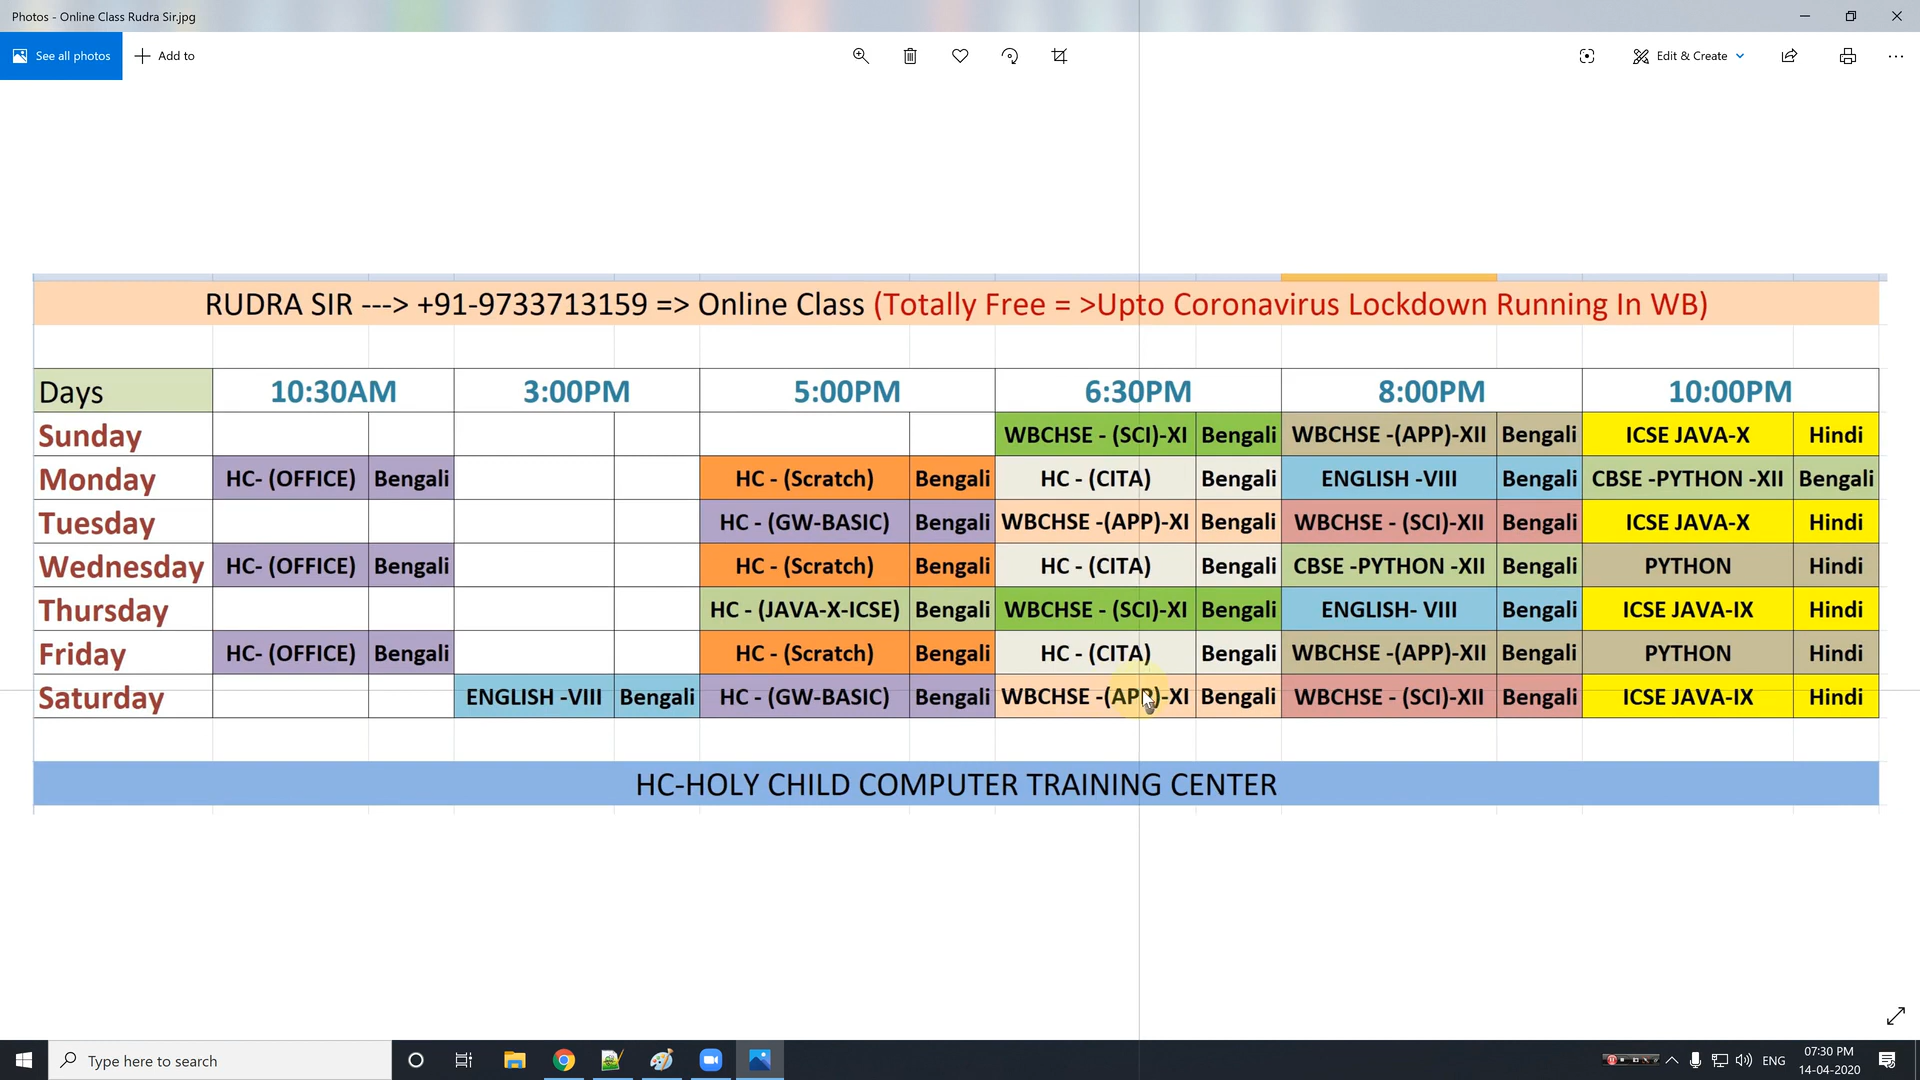 Photos - Online Class Rudra Sir.jpg
See all photos Add to Edit & Create
RUDRA SIR ---> +91-9733713159 => Online Class (Totally Free = >Upto Coronavirus Lockdown Running In WB)
Days 10:30AM 3:00PM 5:00PM 6:30PM 8:00PM 10:00PM
Sunday WBCHSE - (SCI)-XI Bengali WBCHSE -(APP)-XII Bengali ICSE JAVA-X Hindi
Monday HC- (OFFICE) Bengali HC - (Scratch) Bengali HC - (CITA) Bengali ENGLISH -VIII Bengali CBSE -PYTHON -XII Bengali
Tuesday HC - (GW-BASIC) Bengali WBCHSE -(APP)-XI Bengali WBCHSE - (SCI)-XII Bengali ICSE JAVA-X Hindi
Wednesday HC- (OFFICE) Bengali HC - (Scratch) Bengali HC - (CITA) Bengali CBSE -PYTHON -XII Bengali PYTHON Hindi
Thursday HC - (JAVA-X-ICSE) Bengali WBCHSE - (SCI)-XI Bengali ENGLISH- VIII Bengali ICSE JAVA-IX Hindi
Friday HC- (OFFICE) Bengali HC - (Scratch) Bengali HC - (CITA) Bengali WBCHSE -(APP)-XII Bengali PYTHON Hindi
Saturday ENGLISH -VIII Bengali HC - (GW-BASIC) Bengali WBCHSE -(APP)-XI Bengali WBCHSE - (SCI)-XII Bengali ICSE JAVA-IX Hindi
HC-HOLY CHILD COMPUTER TRAINING CENTER
Type here to search ENG 07:30 PM
14-04-2020